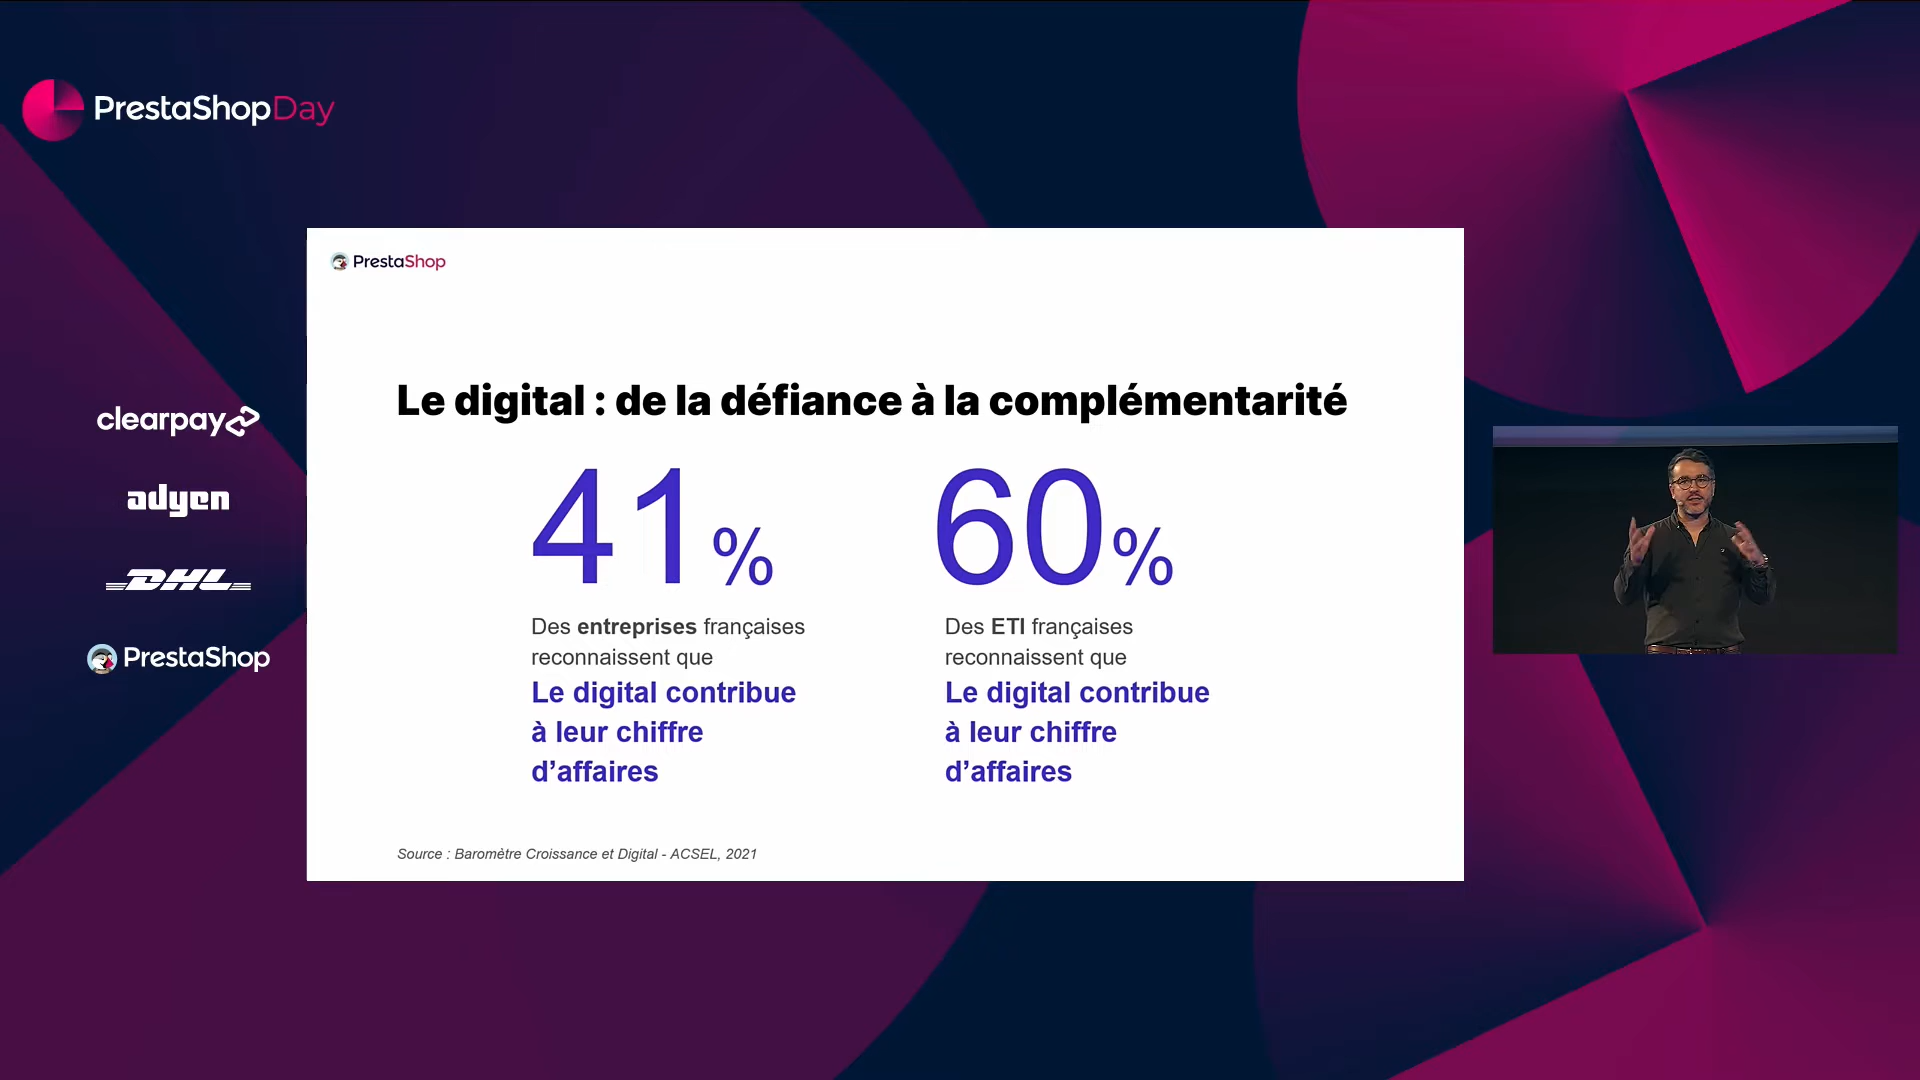 PrestaShopDay
clearpay
adyen
DHL
PrestaShop
PrestaShop
Le digital : de la défiance à la complémentarité
41 %
Des entreprises françaises
reconnaissent que
Le digital contribue
à leur chiffre
d’affaires
60%
Des ETI françaises
reconnaissent que
Le digital contribue
à leur chiffre
d’affaires
Source : Baromètre Croissance et Digital - ACSEL, 2021